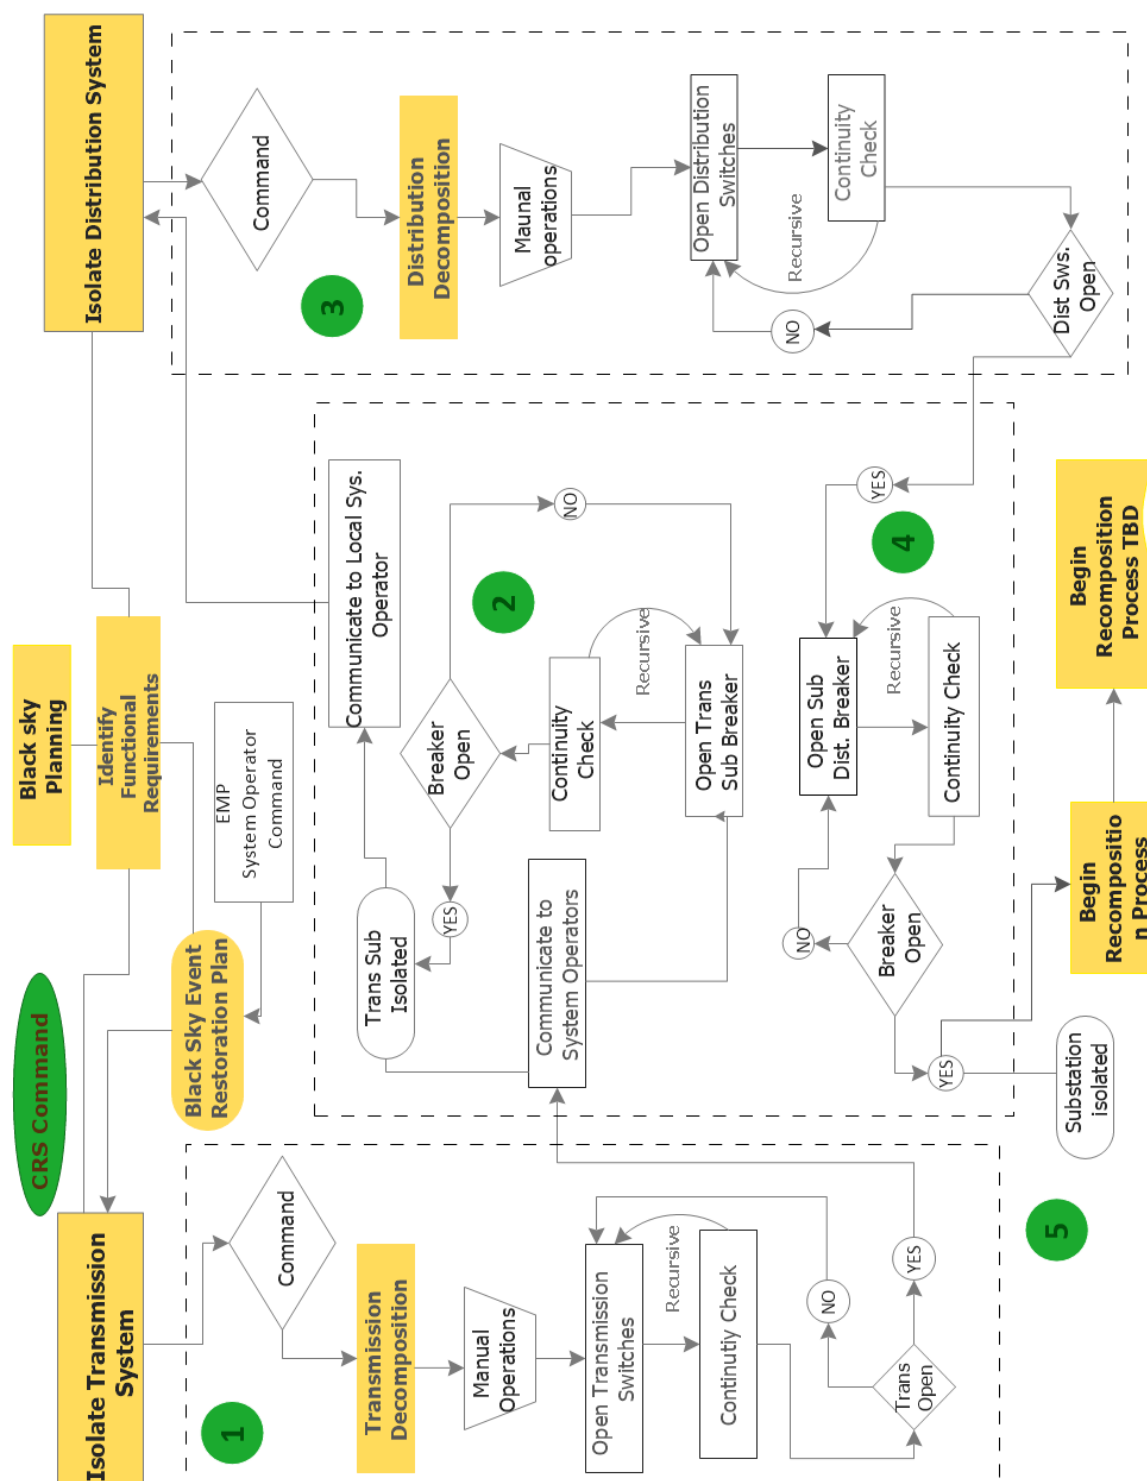 Isolate Transmission
System
CRS Command
Black sky
Planning
Identify
Functional
Requirements
Isolate Distribution System
Black Sky Event
Restoration Plan
EMP
System Operator
Command
1
Command
Transmission
Decomposition
Manual
Operations
Open Transmission
Switches
Recursive
Continutiy Check
NO
Trans
Open
YES
Communicate to Local Sys.
Operator
Trans Sub
Isolated
YES
Breaker
Open
NO
2
Continuity
Check
Recursive
Open Trans
Sub Breaker
Communicate to
System Operators
3
Command
Distribution
Decomposition
Maunal
operations
Open Distribution
Switches
Recursive
Continuity
Check
NO
Dist Sws.
Open
YES
4
Open Sub
Dist. Breaker
Recursive
Continuity Check
NO
Breaker
Open
YES
5
Substation
isolated
Begin
Recompositio
n Process
Begin
Recomposition
Process TBD